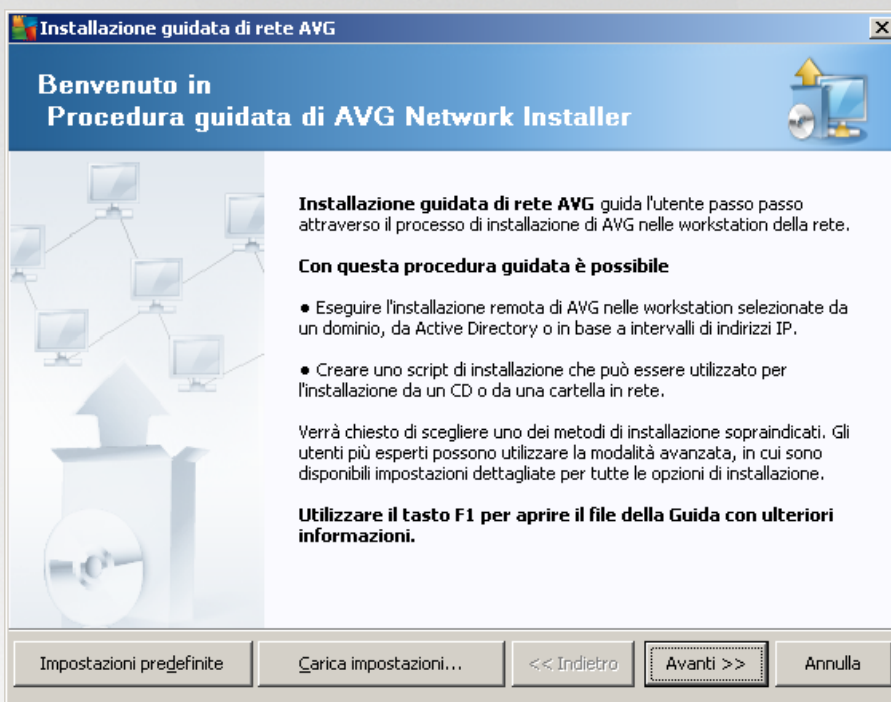 Installazione guidata di rete AVG
Benvenuto in
Procedura guidata di AVG Network Installer
Installazione guidata di rete AVG guida l'utente passo passo
attraverso il processo di installazione di AVG nelle workstation della rete.
Con questa procedura guidata è possibile
● Eseguire l'installazione remota di AVG nelle workstation selezionate da
un dominio, da Active Directory o in base a intervalli di indirizzi IP.
● Creare uno script di installazione che può essere utilizzato per
l'installazione da un CD o da una cartella in rete.
Verrà chiesto di scegliere uno dei metodi di installazione sopraindicati. Gli
utenti più esperti possono utilizzare la modalità avanzata, in cui sono
disponibili impostazioni dettagliate per tutte le opzioni di installazione.
Utilizzare il tasto F1 per aprire il file della Guida con ulteriori
informazioni.
Impostazioni predefinite
Carica impostazioni...
<< Indietro
Avanti >>
Annulla